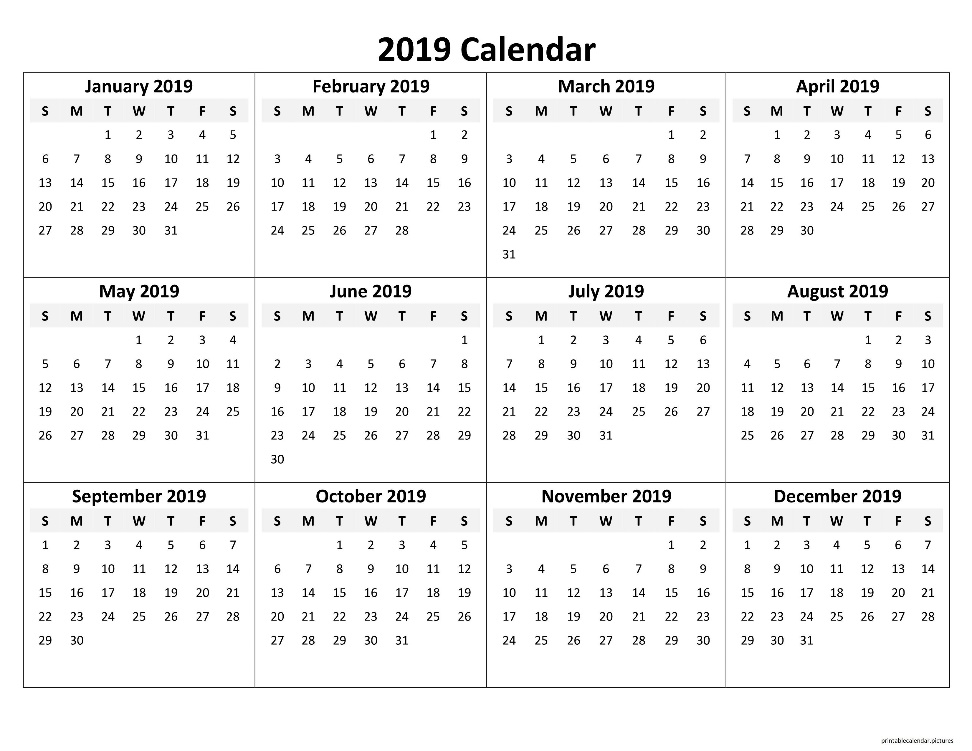 2019 Calendar
January 2019
S M T W T F S
1 2 3 4 5
6 7 8 9 10 11 12
13 14 15 16 17 18 19
20 21 22 23 24 25 26
27 28 29 30 31
February 2019
S M T W T F S
1 2
3 4 5 6 7 8 9
10 11 12 13 14 15 16
17 18 19 20 21 22 23
24 25 26 27 28
March 2019
S M T W T F S
1 2
3 4 5 6 7 8 9
10 11 12 13 14 15 16
17 18 19 20 21 22 23
24 25 26 27 28 29 30
31
April 2019
S M T W T F S
1 2 3 4 5 6
7 8 9 10 11 12 13
14 15 16 17 18 19 20
21 22 23 24 25 26 27
28 29 30
May 2019
S M T W T F S
1 2 3 4
5 6 7 8 9 10 11
12 13 14 15 16 17 18
19 20 21 22 23 24 25
26 27 28 29 30 31
June 2019
S M T W T F S
1
2 3 4 5 6 7 8
9 10 11 12 13 14 15
16 17 18 19 20 21 22
23 24 25 26 27 28 29
30
July 2019
S M T W T F S
1 2 3 4 5 6
7 8 9 10 11 12 13
14 15 16 17 18 19 20
21 22 23 24 25 26 27
28 29 30 31
August 2019
S M T W T F S
1 2 3
4 5 6 7 8 9 10
11 12 13 14 15 16 17
18 19 20 21 22 23 24
25 26 27 28 29 30 31
September 2019
S M T W T F S
1 2 3 4 5 6 7
8 9 10 11 12 13 14
15 16 17 18 19 20 21
22 23 24 25 26 27 28
29 30
October 2019
S M T W T F S
1 2 3 4 5
6 7 8 9 10 11 12
13 14 15 16 17 18 19
20 21 22 23 24 25 26
27 28 29 30 31
November 2019
S M T W T F S
1 2
3 4 5 6 7 8 9
10 11 12 13 14 15 16
17 18 19 20 21 22 23
24 25 26 27 28 29 30
December 2019
S M T W T F S
1 2 3 4 5 6 7
8 9 10 11 12 13 14
15 16 17 18 19 20 21
22 23 24 25 26 27 28
29 30 31
printablecalendar.pictures